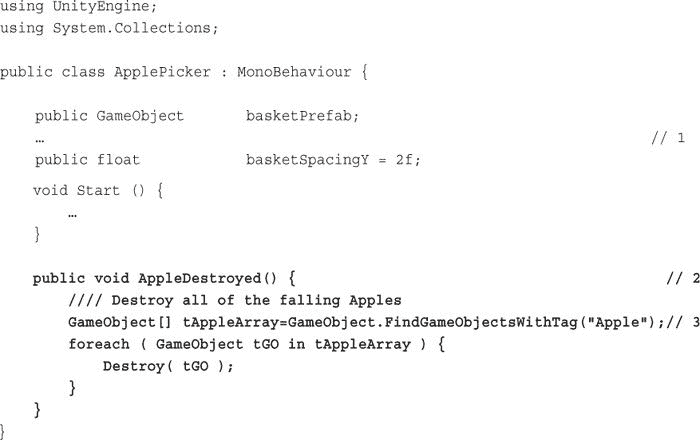 using UnityEngine;
using System.Collections;
public class ApplePicker : MonoBehaviour {
public GameObject basketPrefab;
… // 1
public float basketSpacingY = 2f;
void Start () {
…
}
public void AppleDestroyed() { // 2
//// Destroy all of the falling Apples
GameObject[] tAppleArray=GameObject.FindGameObjectsWithTag("Apple");// 3
foreach ( GameObject tGO in tAppleArray ) {
Destroy( tGO );
}
}
}